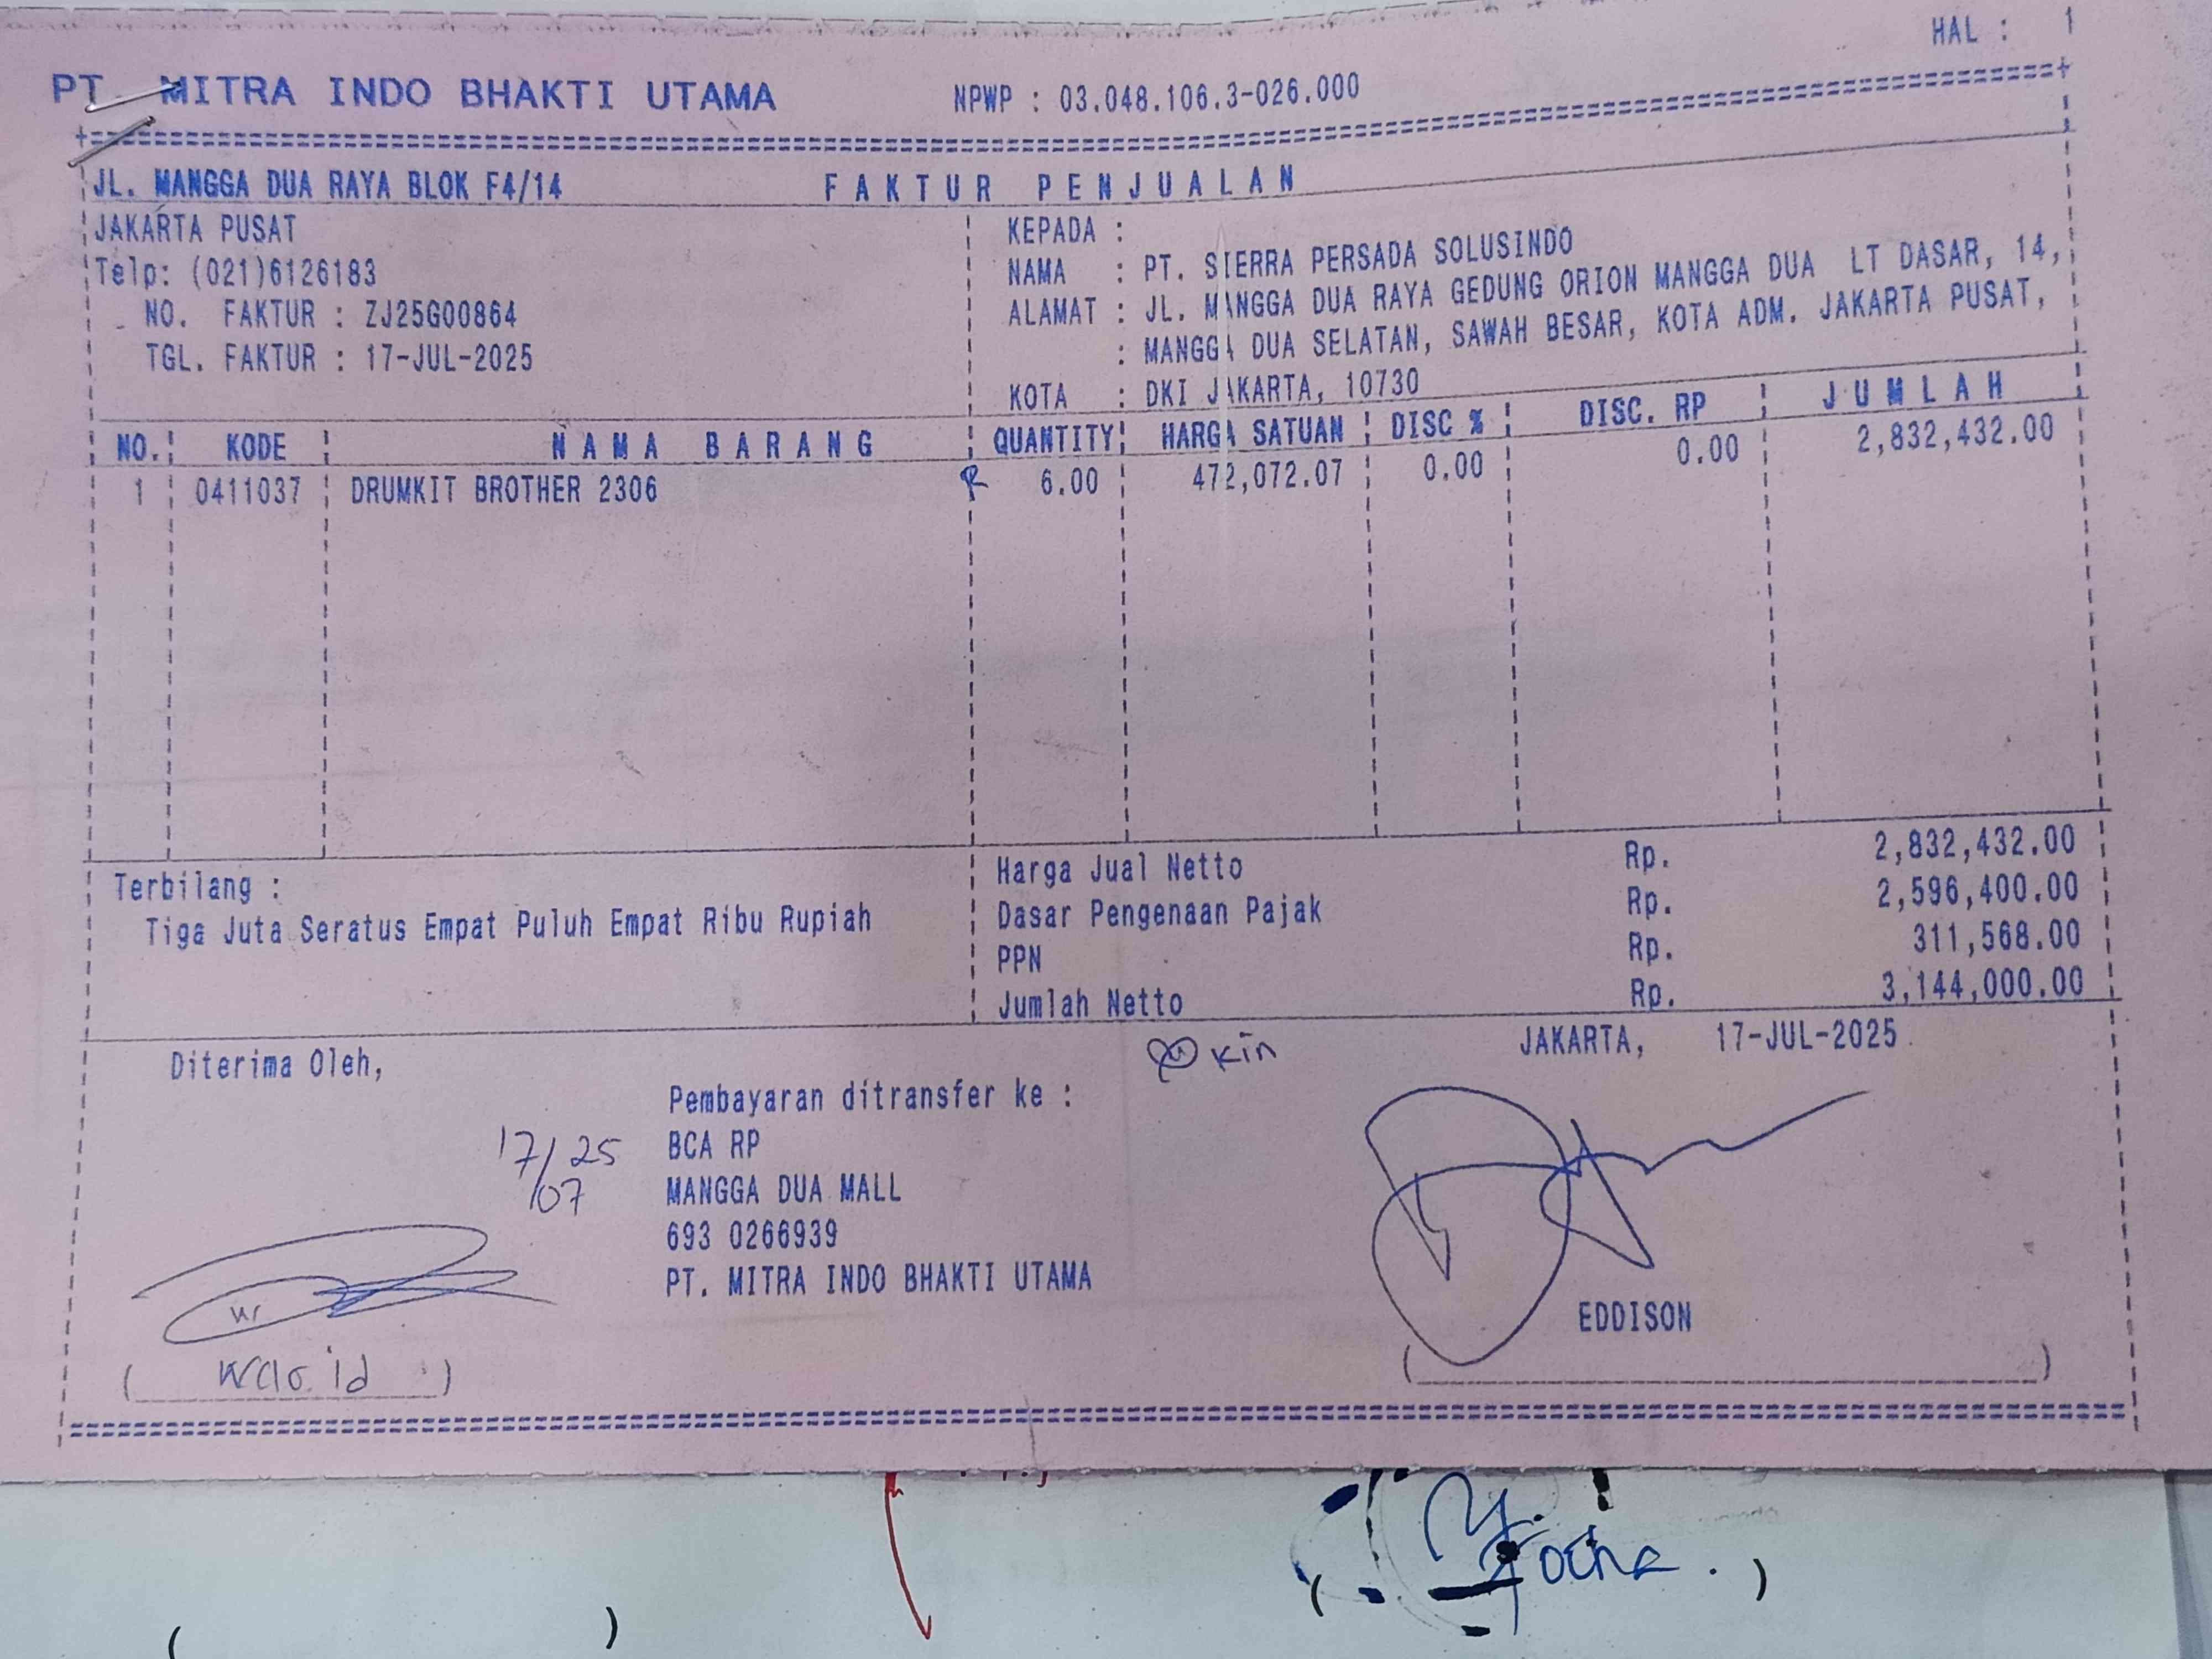 HAL : 1
PT. MITRA INDO BHAKTI UTAMA NPWP : 03.048.106.3-026.000
JL. MANGGA DUA RAYA BLOK F4/14 FAKTUR PENJUALAN
JAKARTA PUSAT
Telp: (021)6126183
NO. FAKTUR : ZJ25G00864
TGL. FAKTUR : 17-JUL-2025
KEPADA :
NAMA : PT. SIERRA PERSADA SOLUSINDO
ALAMAT : JL. MANGGA DUA RAYA GEDUNG ORION MANGGA DUA LT DASAR, 14,
: MANGGA DUA SELATAN, SAWAH BESAR, KOTA ADM. JAKARTA PUSAT,
KOTA : DKI JAKARTA, 10730
NO. KODE NAMA BARANG QUANTITY HARGA SATUAN DISC % DISC. RP JUMLAH
1 0411037 DRUMKIT BROTHER 2306 6.00 472,072.07 0.00 0.00 2,832,432.00
Terbilang :
Tiga Juta Seratus Empat Puluh Empat Ribu Rupiah
Harga Jual Netto Rp. 2,832,432.00
Dasar Pengenaan Pajak Rp. 2,596,400.00
PPN Rp. 311,568.00
Jumlah Netto Rp. 3,144,000.00
Diterima Oleh,
kin
JAKARTA, 17-JUL-2025
Pembayaran ditransfer ke :
17/07 25
BCA RP
MANGGA DUA MALL
693 0266939
PT. MITRA INDO BHAKTI UTAMA
EDDISON